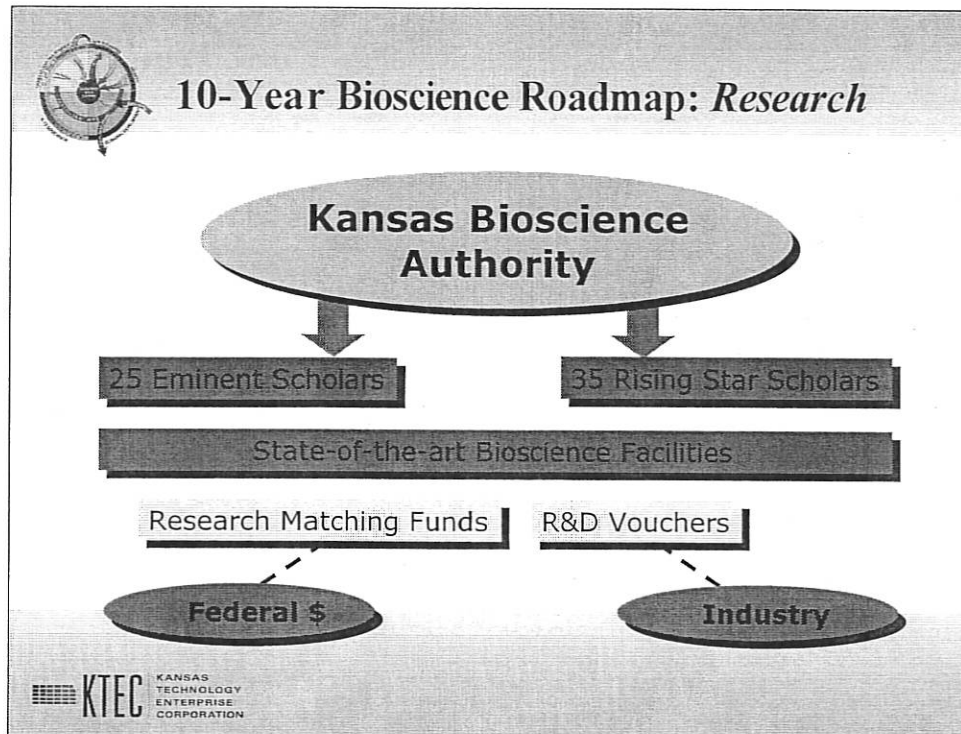 10-Year Bioscience Roadmap: Research
Kansas Bioscience
Authority
25 Eminent Scholars
35 Rising Star Scholars
State-of-the-art Bioscience Facilities
Research Matching Funds
R&D Vouchers
Federal $
Industry
KTEC
KANSAS
TECHNOLOGY
ENTERPRISE
CORPORATION